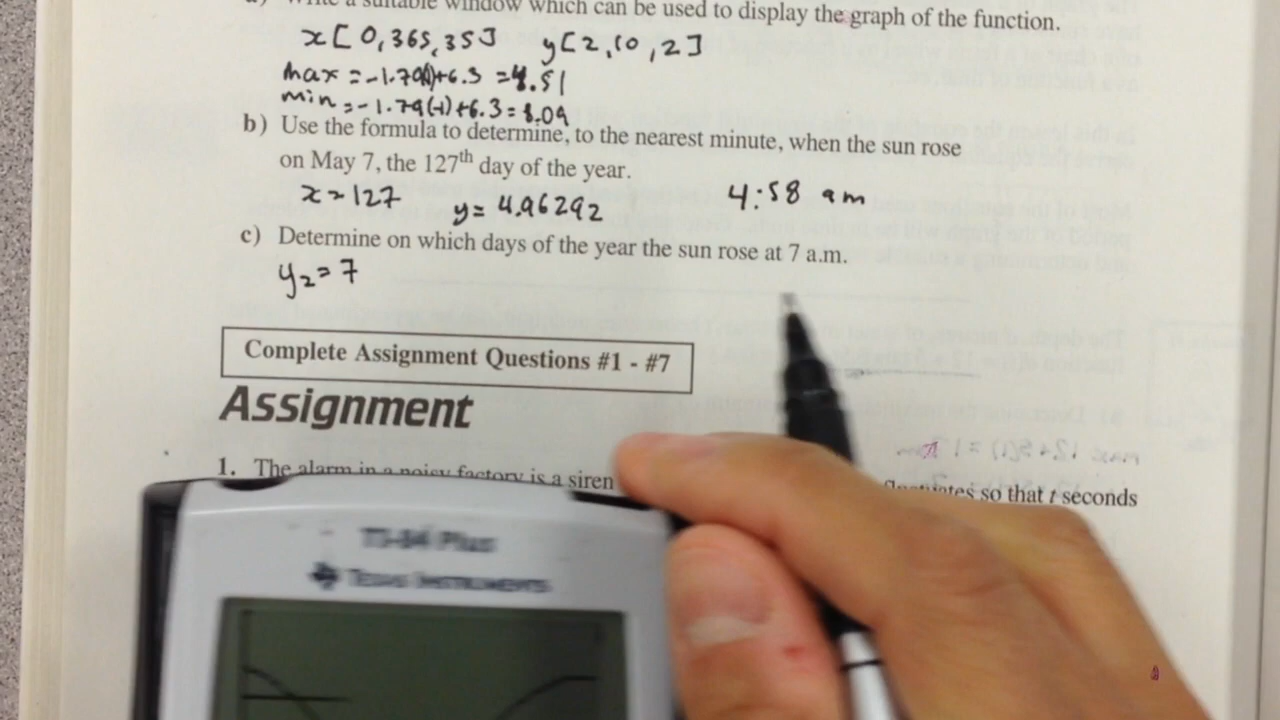 a) Write a suitable window which can be used to display the graph of the function.
x[0,365,35] y[2,10,2]
max = -1.79(1)+6.3 = 4.51
min = -1.79(-1)+6.3 = 8.09
b) Use the formula to determine, to the nearest minute, when the sun rose
on May 7, the 127th day of the year.
x = 127 y = 4.96292 4:58 am
c) Determine on which days of the year the sun rose at 7 a.m.
y₂ = 7
Complete Assignment Questions #1 - #7
Assignment
1. The alarm in a noisy factory is a siren so that t seconds
TI-84 Plus
TEXAS INSTRUMENTS